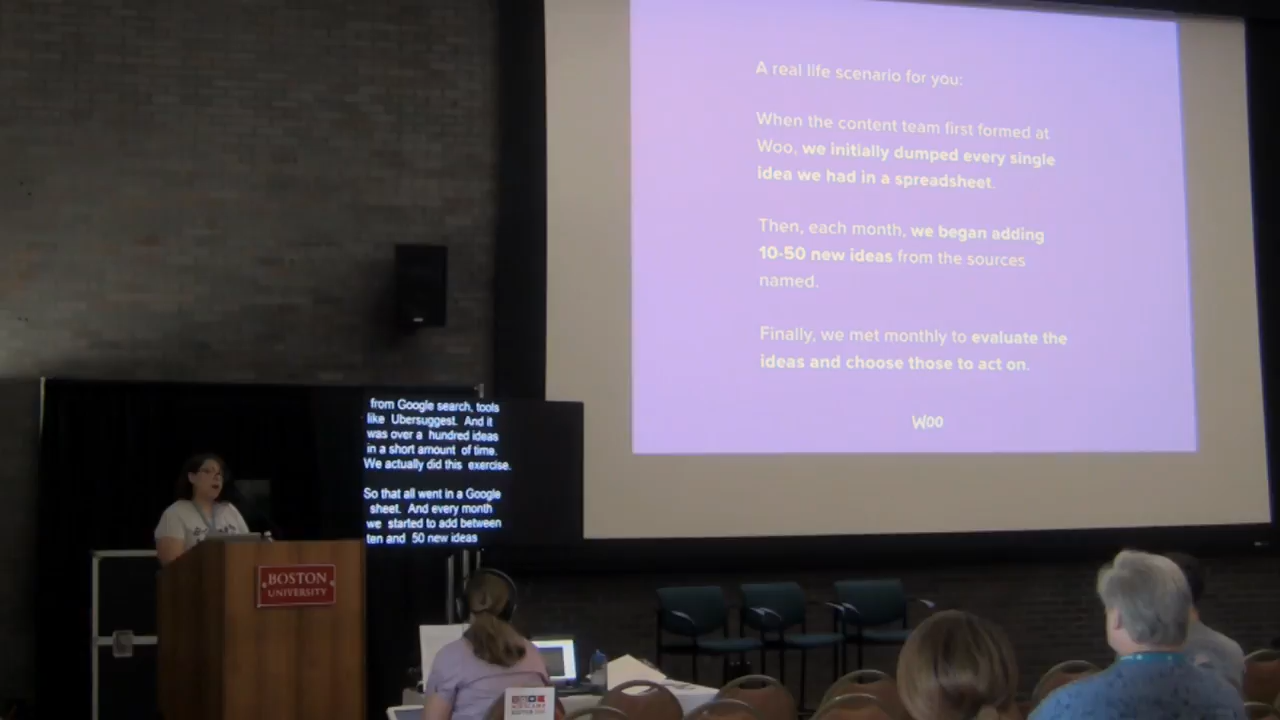 A real life scenario for you:
When the content team first formed at
Woo, we initially dumped every single
idea we had in a spreadsheet.
Then, each month, we began adding
10-50 new ideas from the sources
named.
Finally, we met monthly to evaluate the
ideas and choose those to act on.
Woo
from Google search, tools
like Ubersuggest. And it
was over a hundred ideas
in a short amount of time.
We actually did this exercise.
So that all went in a Google
sheet. And every month
we started to add between
ten and 50 new ideas
BOSTON
UNIVERSITY